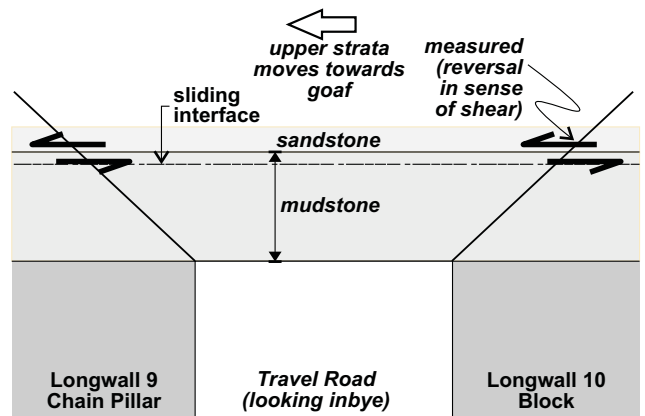 upper strata
moves towards
goaf
measured
(reversal
in sense
of shear)
sliding
interface
sandstone
mudstone
Longwall 9
Chain Pillar
Travel Road
(looking inbye)
Longwall 10
Block